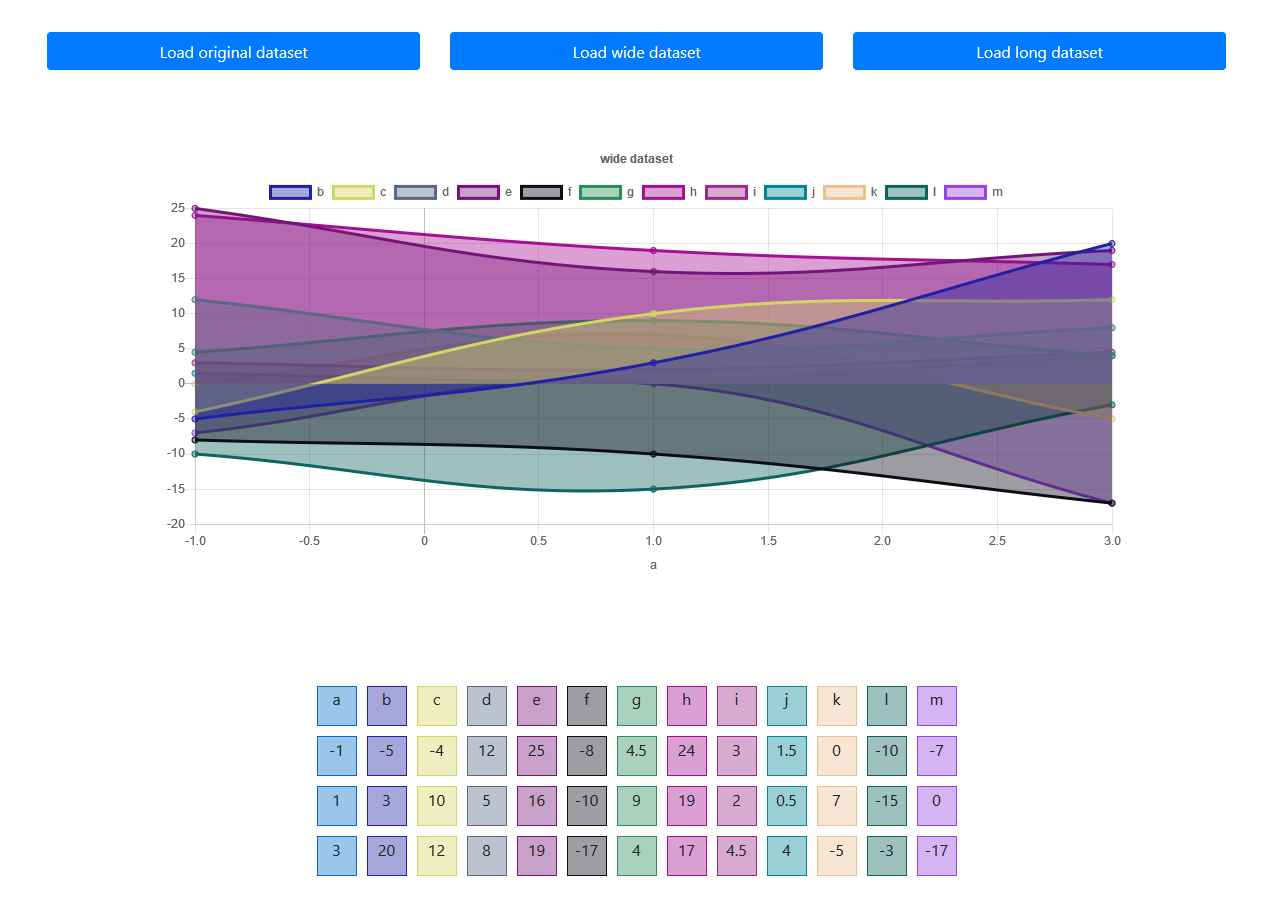 Load original dataset Load wide dataset Load long dataset
wide dataset
b c d e f g h i j k l m
25
20
15
10
5
0
-5
-10
-15
-20
-1.0 -0.5 0 0.5 1.0 1.5 2.0 2.5 3.0
a
a b c d e f g h i j k l m
-1 -5 -4 12 25 -8 4.5 24 3 1.5 0 -10 -7
1 3 10 5 16 -10 9 19 2 0.5 7 -15 0
3 20 12 8 19 -17 4 17 4.5 4 -5 -3 -17